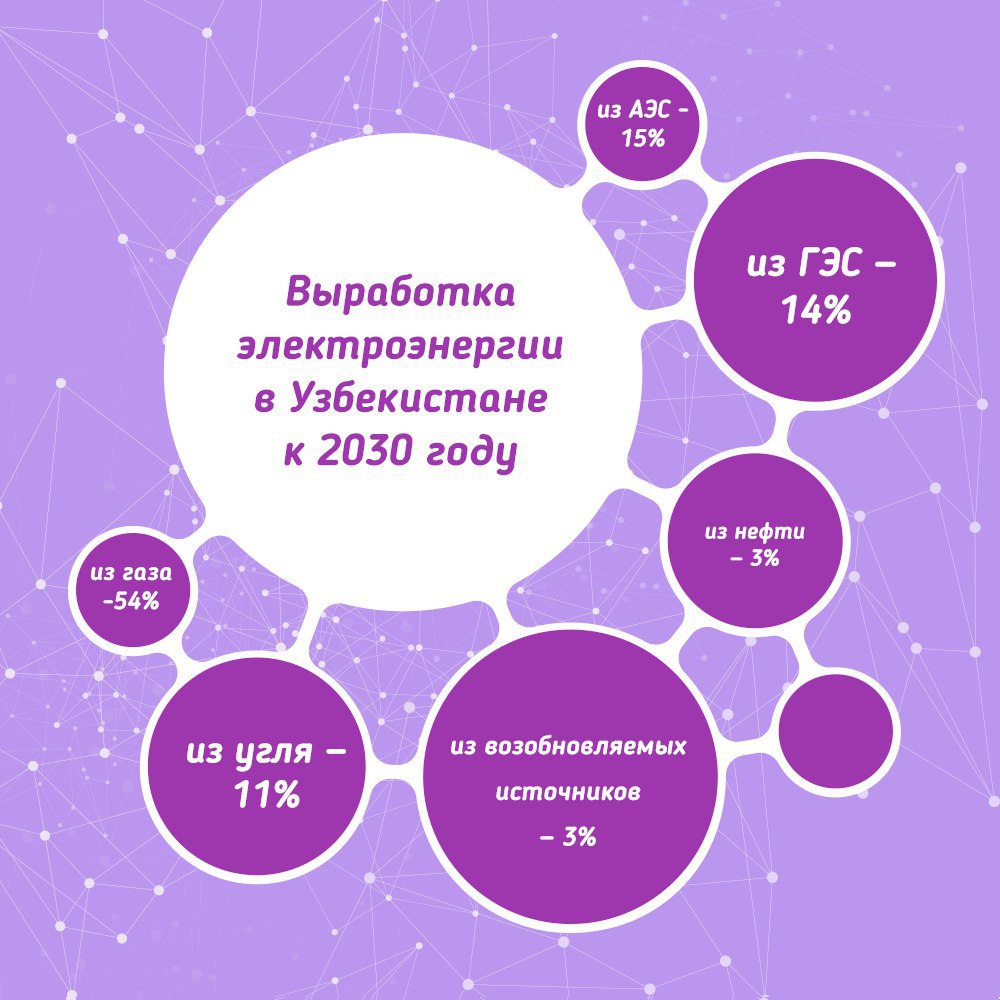 Выработка
электроэнергии
в Узбекистане
к 2030 году
из АЭС -
15%
из ГЭС –
14%
из нефти
– 3%
из возобновляемых
источников
– 3%
из угля –
11%
из газа
-54%